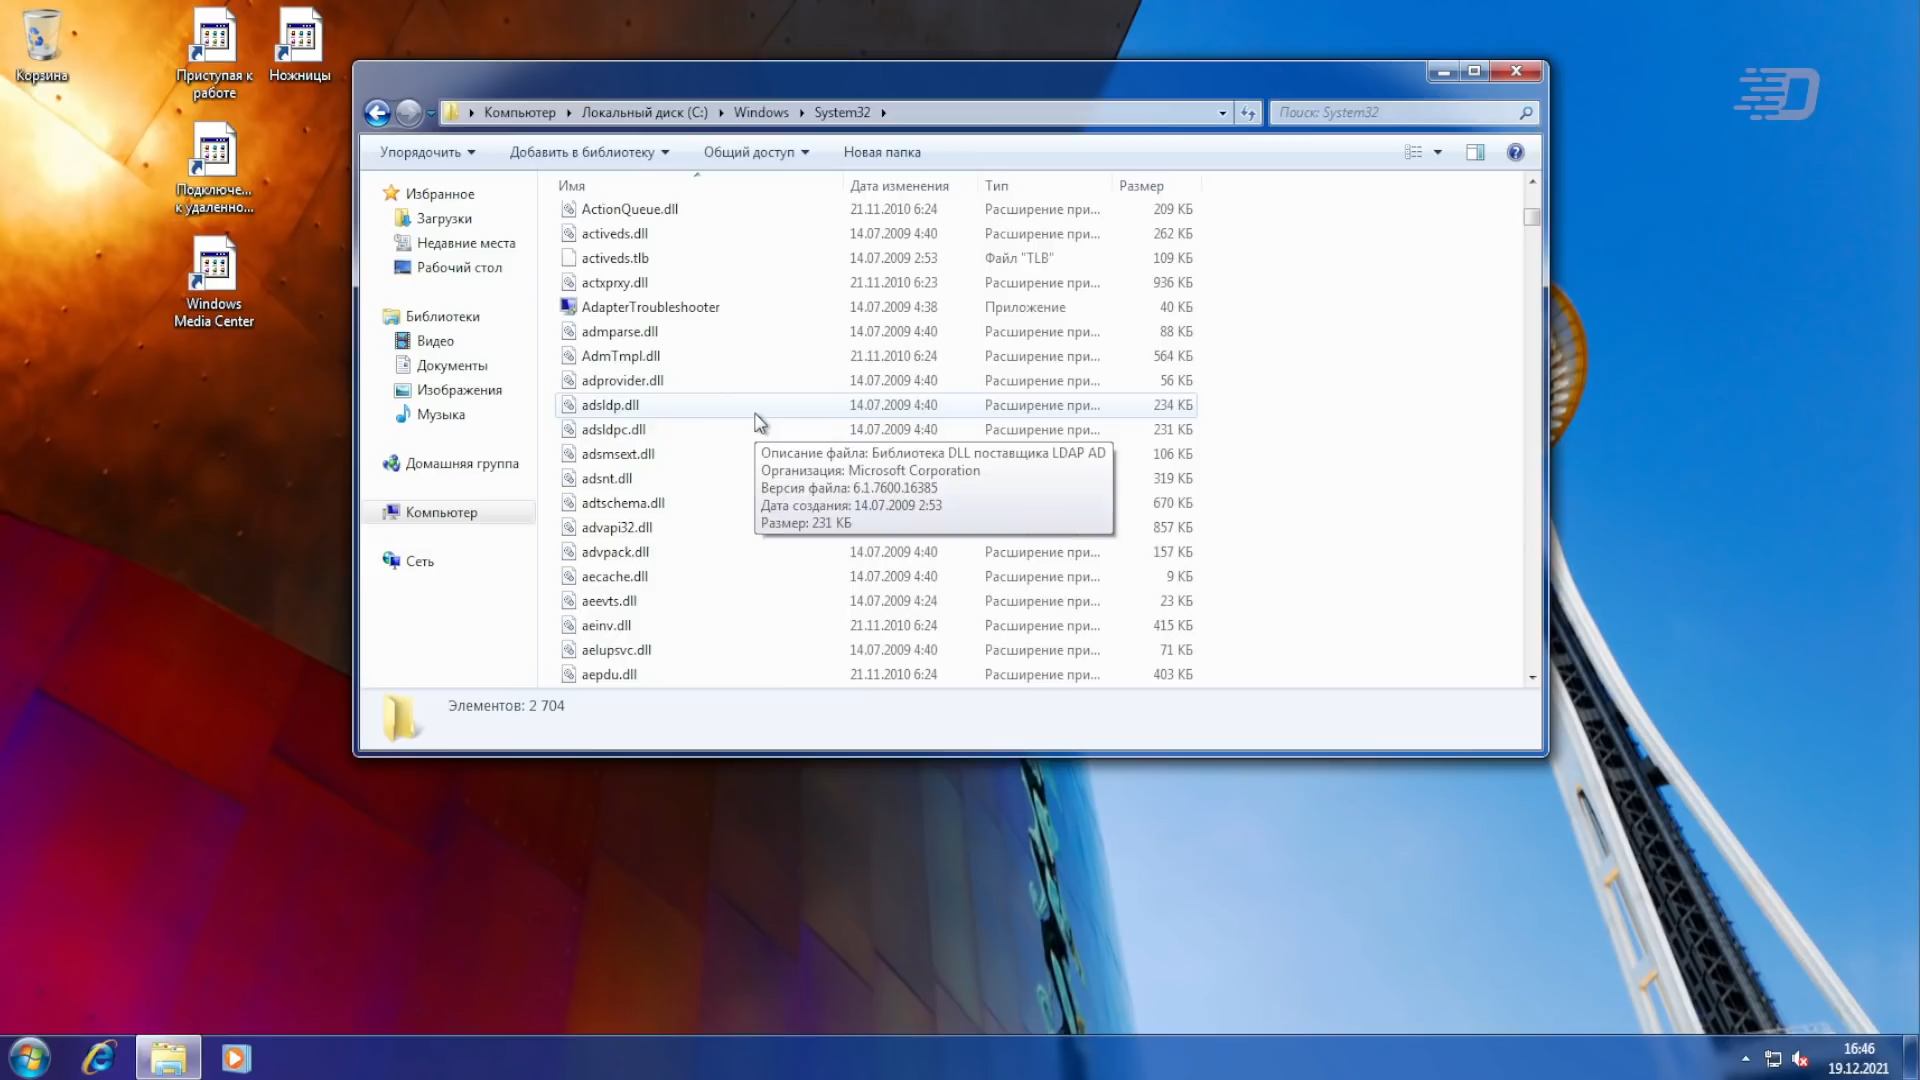 Корзина
Приступая к
работе
Ножницы
Подключе...
к удаленно...
Windows
Media Center
Компьютер
Локальный диск (C:)
Windows
System32
Поиск: System32
Упорядочить
Добавить в библиотеку
Общий доступ
Новая папка
Избранное
Загрузки
Недавние места
Рабочий стол
Библиотеки
Видео
Документы
Изображения
Музыка
Домашняя группа
Компьютер
Сеть
Имя Дата изменения Тип Размер
ActionQueue.dll 21.11.2010 6:24 Расширение при... 209 КБ
activeds.dll 14.07.2009 4:40 Расширение при... 262 КБ
activeds.tlb 14.07.2009 2:53 Файл "TLB" 109 КБ
actxprxy.dll 21.11.2010 6:23 Расширение при... 936 КБ
AdapterTroubleshooter 14.07.2009 4:38 Приложение 40 КБ
admparse.dll 14.07.2009 4:40 Расширение при... 88 КБ
AdmTmpl.dll 21.11.2010 6:24 Расширение при... 564 КБ
adprovider.dll 14.07.2009 4:40 Расширение при... 56 КБ
adsldp.dll 14.07.2009 4:40 Расширение при... 234 КБ
adsldpc.dll 14.07.2009 4:40 Расширение при... 231 КБ
adsmsext.dll 106 КБ
adsnt.dll 319 КБ
adtschema.dll 670 КБ
advapi32.dll 857 КБ
advpack.dll 14.07.2009 4:40 Расширение при... 157 КБ
aecache.dll 14.07.2009 4:40 Расширение при... 9 КБ
aeevts.dll 14.07.2009 4:24 Расширение при... 23 КБ
aeinv.dll 21.11.2010 6:24 Расширение при... 415 КБ
aelupsvc.dll 14.07.2009 4:40 Расширение при... 71 КБ
aepdu.dll 21.11.2010 6:24 Расширение при... 403 КБ
Описание файла: Библиотека DLL поставщика LDAP AD
Организация: Microsoft Corporation
Версия файла: 6.1.7600.16385
Дата создания: 14.07.2009 2:53
Размер: 231 КБ
Элементов: 2 704
16:46
19.12.2021